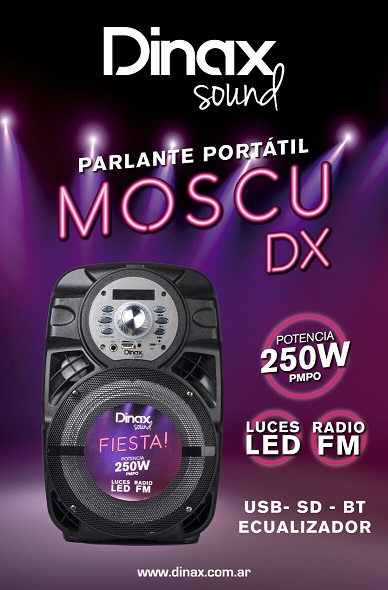 Dinax
sound
PARLANTE PORTÁTIL
MOSCU
DX
POTENCIA
250W
PMPO
LUCES RADIO
LED FM
USB- SD - BT
ECUALIZADOR
Dinax
Dinax
sound
FIESTA!
POTENCIA
250W
PMPO
LUCES RADIO
LED FM
www.dinax.com.ar